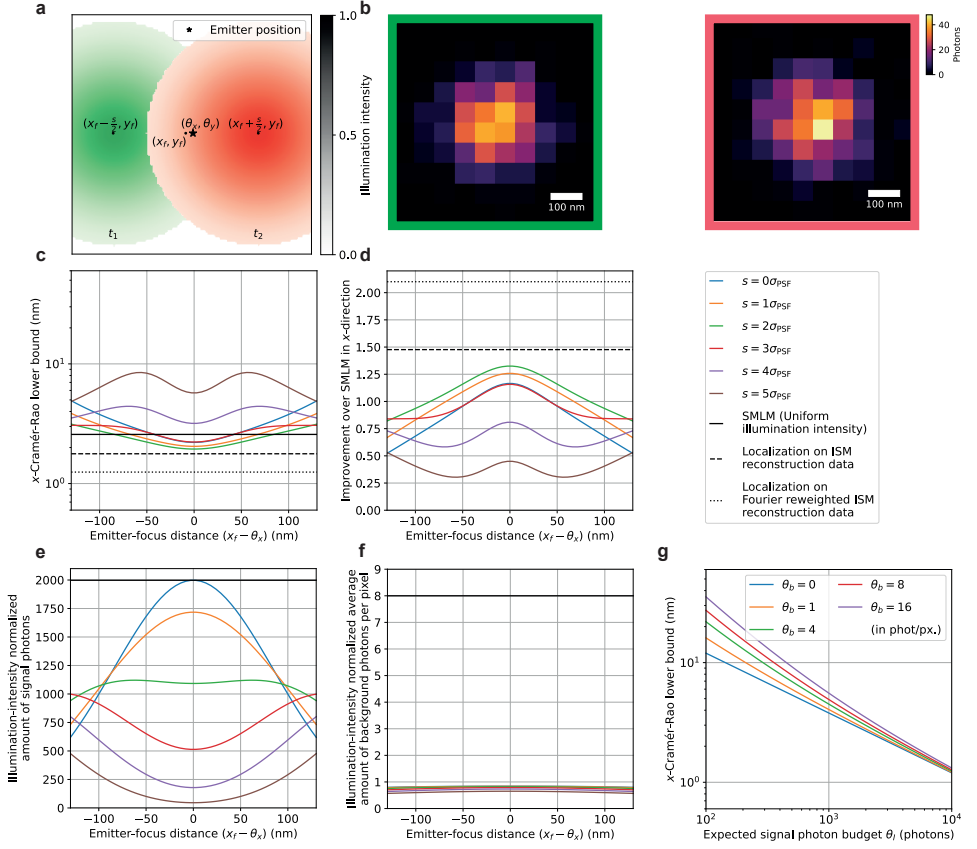 a
★ Emitter position
(x_f − s/2, y_f)
(θ_x, θ_y)
(x_f, y_f)
(x_f + s/2, y_f)
t_1
t_2
1.0
0.5
0.0
Illumination intensity
b
100 nm
100 nm
40
20
0
Photons
c
x-Cramér-Rao lower bound (nm)
10^1
10^0
−100
−50
0
50
100
Emitter-focus distance (x_f − θ_x) (nm)
d
Improvement over SMLM in x-direction
2.00
1.75
1.50
1.25
1.00
0.75
0.50
0.25
0.00
−100
−50
0
50
100
Emitter-focus distance (x_f − θ_x) (nm)
s = 0σ_PSF
s = 1σ_PSF
s = 2σ_PSF
s = 3σ_PSF
s = 4σ_PSF
s = 5σ_PSF
SMLM (Uniform
illumination intensity)
Localization on ISM
reconstruction data
Localization on
Fourier reweighted ISM
reconstruction data
e
Illumination-intensity normalized
amount of signal photons
2000
1750
1500
1250
1000
750
500
250
0
−100
−50
0
50
100
Emitter-focus distance (x_f − θ_x) (nm)
f
Illumination-intensity normalized average
amount of background photons per pixel
9
8
7
6
5
4
3
2
1
0
−100
−50
0
50
100
Emitter-focus distance (x_f − θ_x) (nm)
g
x-Cramér-Rao lower bound (nm)
θ_b = 0
θ_b = 1
θ_b = 4
θ_b = 8
θ_b = 16
(in phot/px.)
10^1
10^0
10^2
10^3
10^4
Expected signal photon budget θ_I (photons)